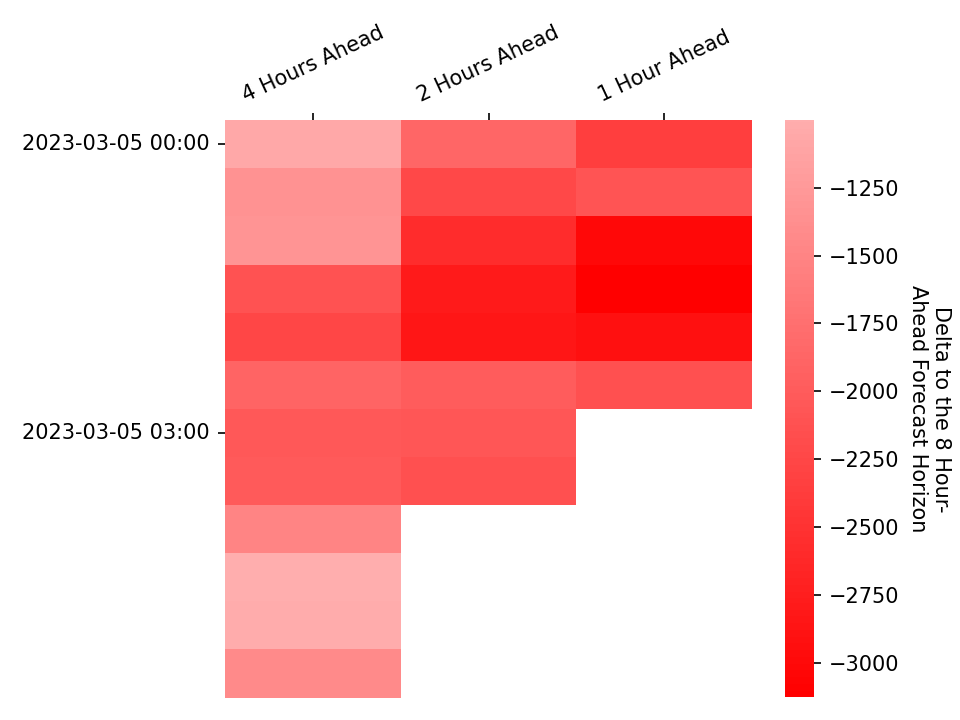 4 Hours Ahead
2 Hours Ahead
1 Hour Ahead
2023-03-05 00:00
2023-03-05 03:00
−1250
−1500
−1750
−2000
−2250
−2500
−2750
−3000
Delta to the 8 Hour-
Ahead Forecast Horizon